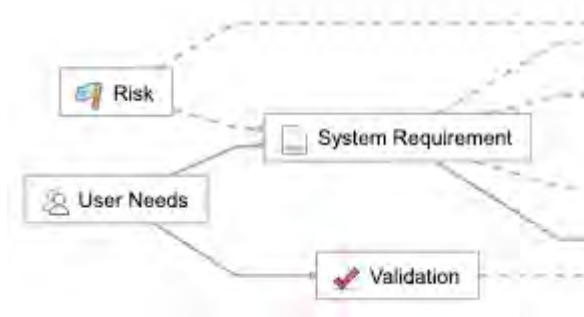 Risk
System Requirement
User Needs
Validation